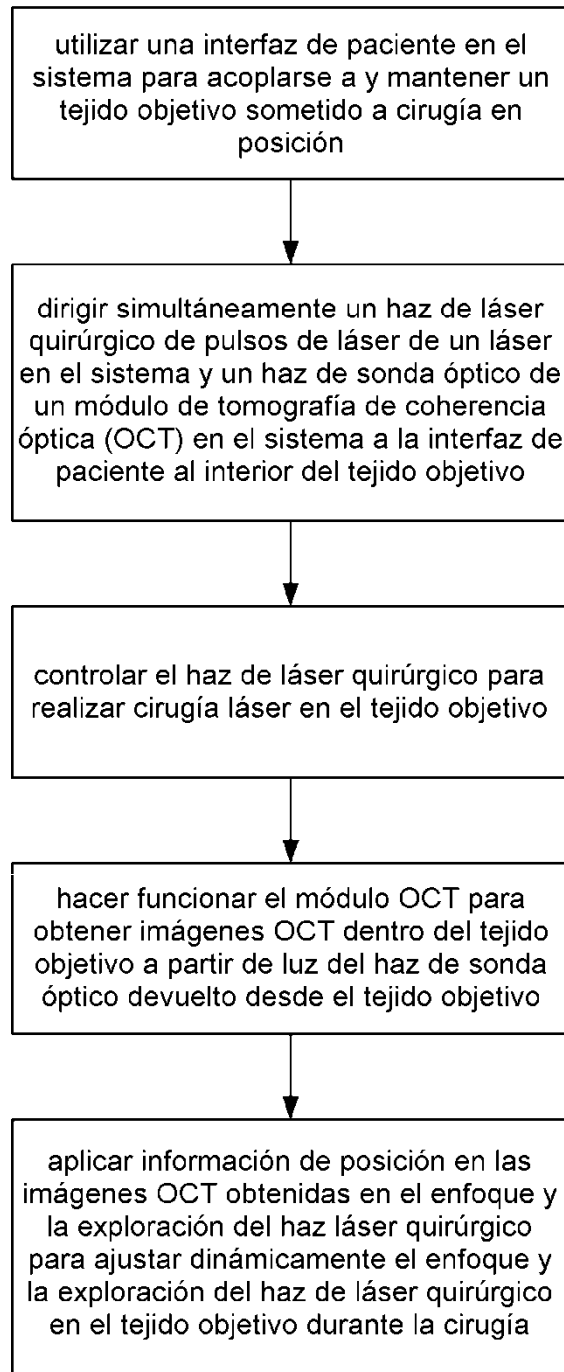 utilizar una interfaz de paciente en el
sistema para acoplarse a y mantener un
tejido objetivo sometido a cirugía en
posición
dirigir simultáneamente un haz de láser
quirúrgico de pulsos de láser de un láser
en el sistema y un haz de sonda óptico de
un módulo de tomografía de coherencia
óptica (OCT) en el sistema a la interfaz de
paciente al interior del tejido objetivo
controlar el haz de láser quirúrgico para
realizar cirugía láser en el tejido objetivo
hacer funcionar el módulo OCT para
obtener imágenes OCT dentro del tejido
objetivo a partir de luz del haz de sonda
óptico devuelto desde el tejido objetivo
aplicar información de posición en las
imágenes OCT obtenidas en el enfoque y
la exploración del haz láser quirúrgico
para ajustar dinámicamente el enfoque y
la exploración del haz de láser quirúrgico
en el tejido objetivo durante la cirugía